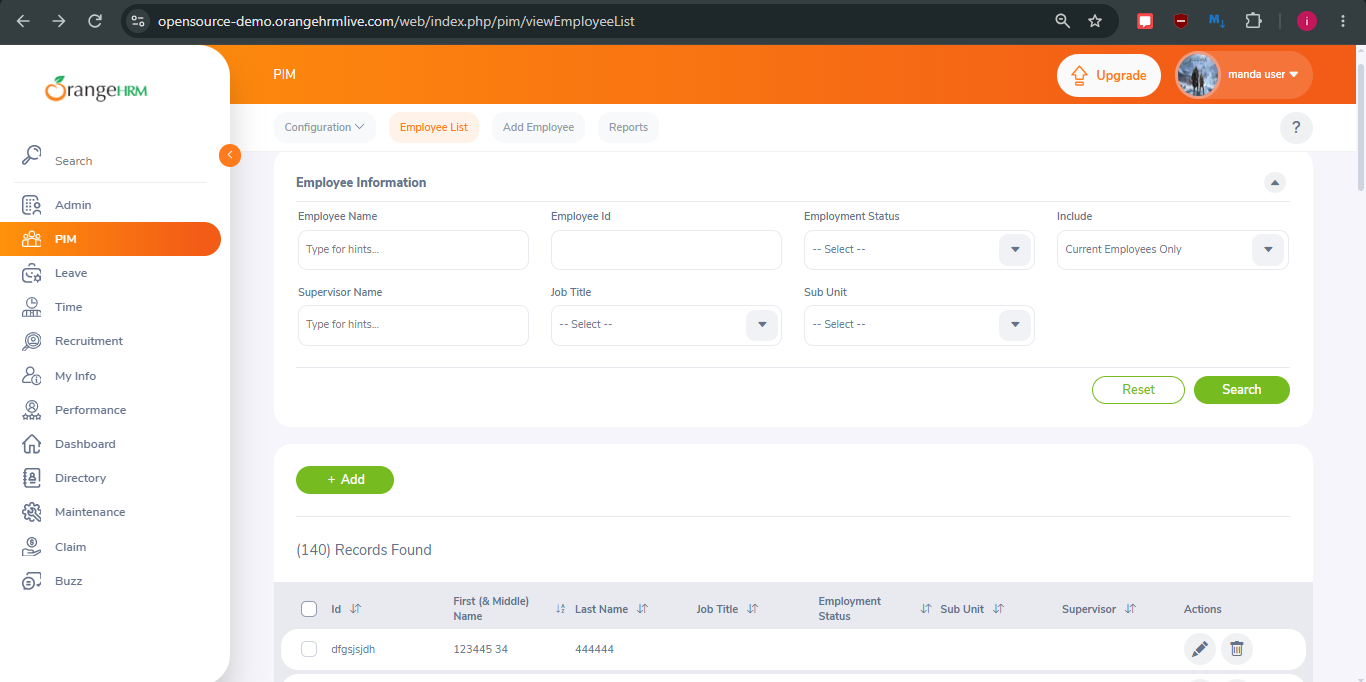 opensource-demo.orangehrmlive.com/web/index.php/pim/viewEmployeeList
M
i
OrangeHRM
PIM
Upgrade
manda user
Configuration
Employee List
Add Employee
Reports
?
Search
Admin
PIM
Leave
Time
Recruitment
My Info
Performance
Dashboard
Directory
Maintenance
Claim
Buzz
Employee Information
Employee Name
Employee Id
Employment Status
Include
Type for hints...
-- Select --
Current Employees Only
Supervisor Name
Job Title
Sub Unit
Type for hints...
-- Select --
-- Select --
Reset
Search
+ Add
(140) Records Found
Id
First (& Middle)
Name
Last Name
Job Title
Employment
Status
Sub Unit
Supervisor
Actions
dfgsjsjdh
123445 34
444444